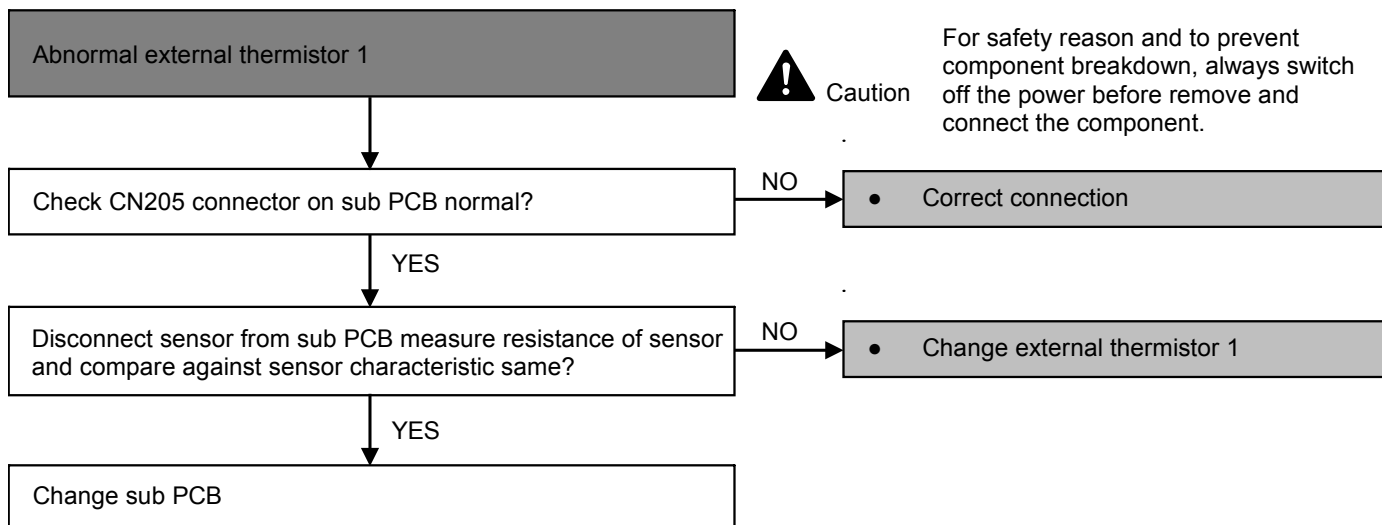 Abnormal external thermistor 1
Caution
For safety reason and to prevent
component breakdown, always switch
off the power before remove and
connect the component.
.
Check CN205 connector on sub PCB normal?
NO
● Correct connection
YES
.
Disconnect sensor from sub PCB measure resistance of sensor
and compare against sensor characteristic same?
NO
● Change external thermistor 1
YES
Change sub PCB